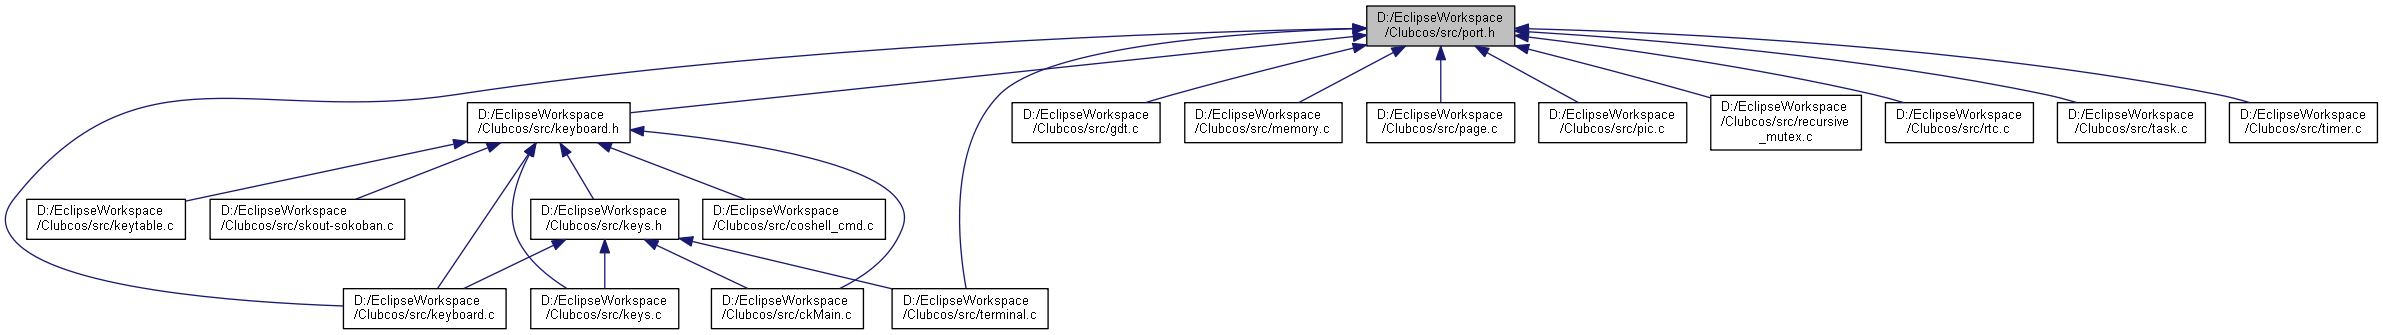 D:/EclipseWorkspace
/Clubcos/src/port.h
D:/EclipseWorkspace
/Clubcos/src/keyboard.h
D:/EclipseWorkspace
/Clubcos/src/gdt.c
D:/EclipseWorkspace
/Clubcos/src/memory.c
D:/EclipseWorkspace
/Clubcos/src/page.c
D:/EclipseWorkspace
/Clubcos/src/pic.c
D:/EclipseWorkspace
/Clubcos/src/recursive
_mutex.c
D:/EclipseWorkspace
/Clubcos/src/rtc.c
D:/EclipseWorkspace
/Clubcos/src/task.c
D:/EclipseWorkspace
/Clubcos/src/timer.c
D:/EclipseWorkspace
/Clubcos/src/keytable.c
D:/EclipseWorkspace
/Clubcos/src/skout-sokoban.c
D:/EclipseWorkspace
/Clubcos/src/keys.h
D:/EclipseWorkspace
/Clubcos/src/coshell_cmd.c
D:/EclipseWorkspace
/Clubcos/src/keyboard.c
D:/EclipseWorkspace
/Clubcos/src/keys.c
D:/EclipseWorkspace
/Clubcos/src/ckMain.c
D:/EclipseWorkspace
/Clubcos/src/terminal.c